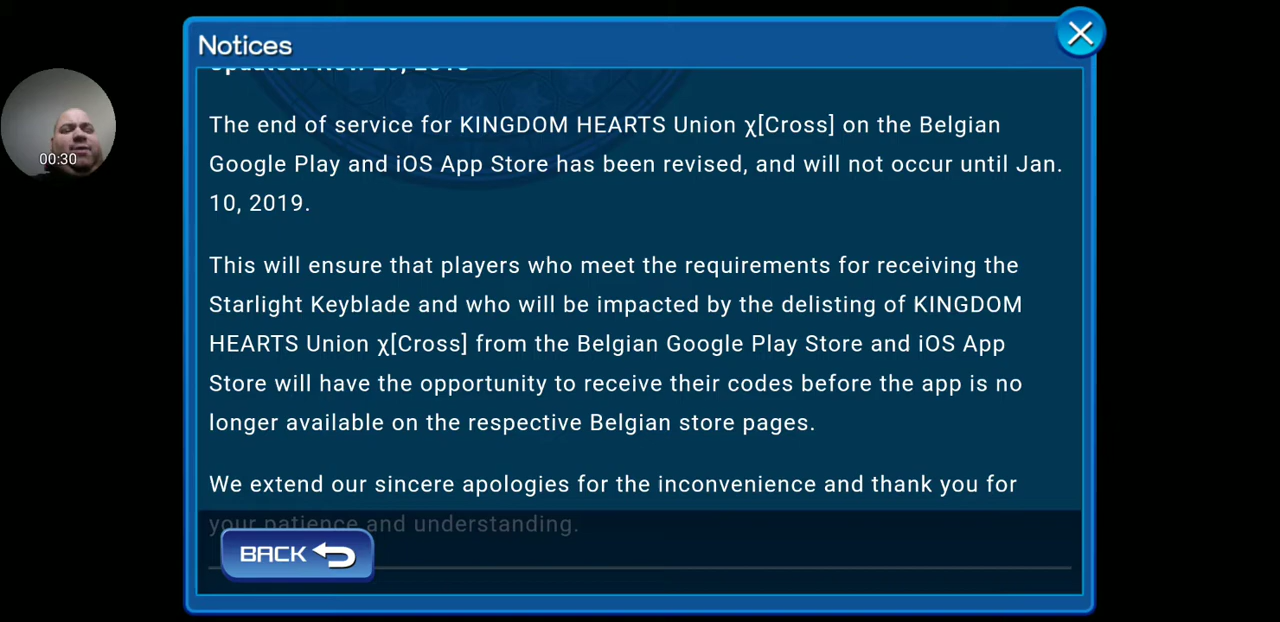 Notices
The end of service for KINGDOM HEARTS Union χ[Cross] on the Belgian
Google Play and iOS App Store has been revised, and will not occur until Jan.
10, 2019.
This will ensure that players who meet the requirements for receiving the
Starlight Keyblade and who will be impacted by the delisting of KINGDOM
HEARTS Union χ[Cross] from the Belgian Google Play Store and iOS App
Store will have the opportunity to receive their codes before the app is no
longer available on the respective Belgian store pages.
We extend our sincere apologies for the inconvenience and thank you for
your patience and understanding.
BACK
00:30